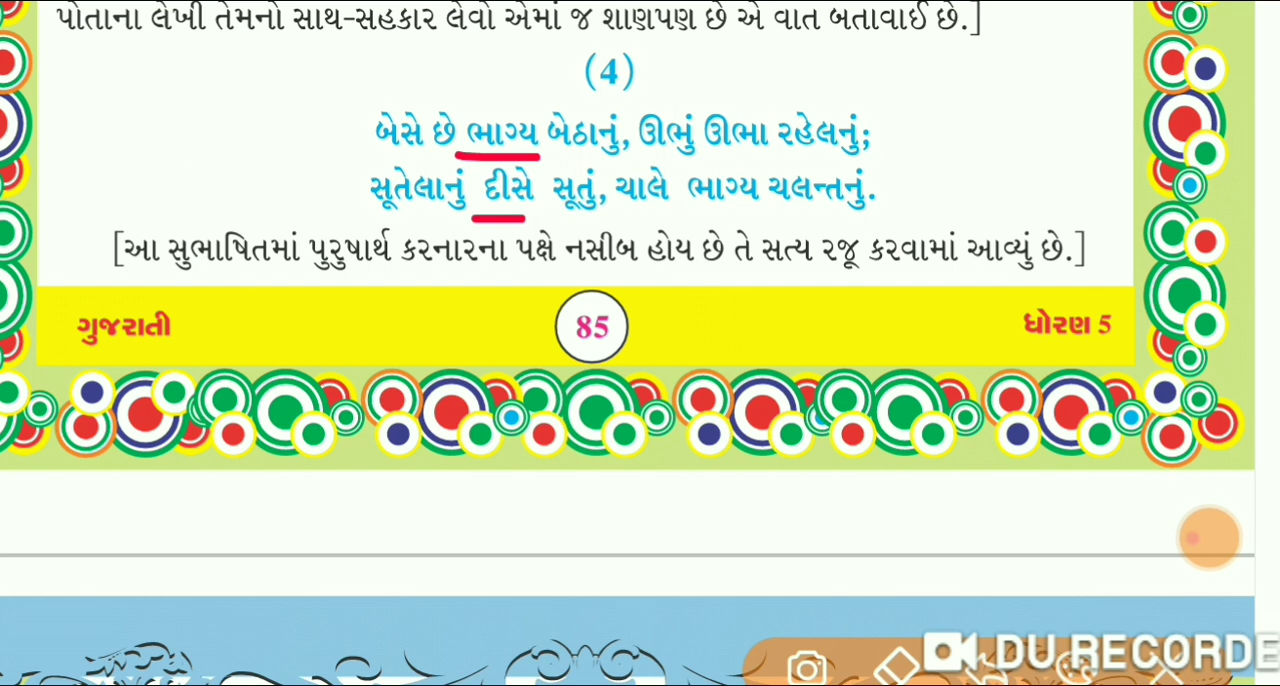 પોતાના લેખી તેમનો સાથ-સહકાર લેવો એમાં જ શાણપણ છે એ વાત બતાવાઈ છે.]
(4)
બેસે છે ભાગ્ય બેઠાનું, ઊભું ઊભા રહેલનું;
સૂતેલાનું દીસે સૂતું, ચાલે ભાગ્ય ચલન્તનું.
[આ સુભાષિતમાં પુરુષાર્થ કરનારના પક્ષે નસીબ હોય છે તે સત્ય રજૂ કરવામાં આવ્યું છે.]
ગુજરાતી 85 ધોરણ 5
DU RECORDE